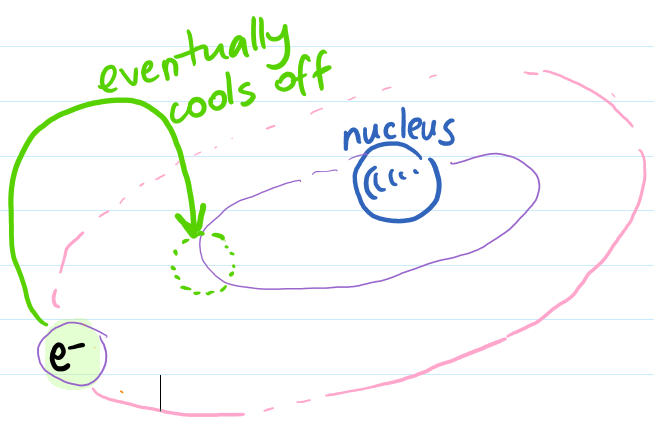 eventually
cools off
nucleus
e⁻